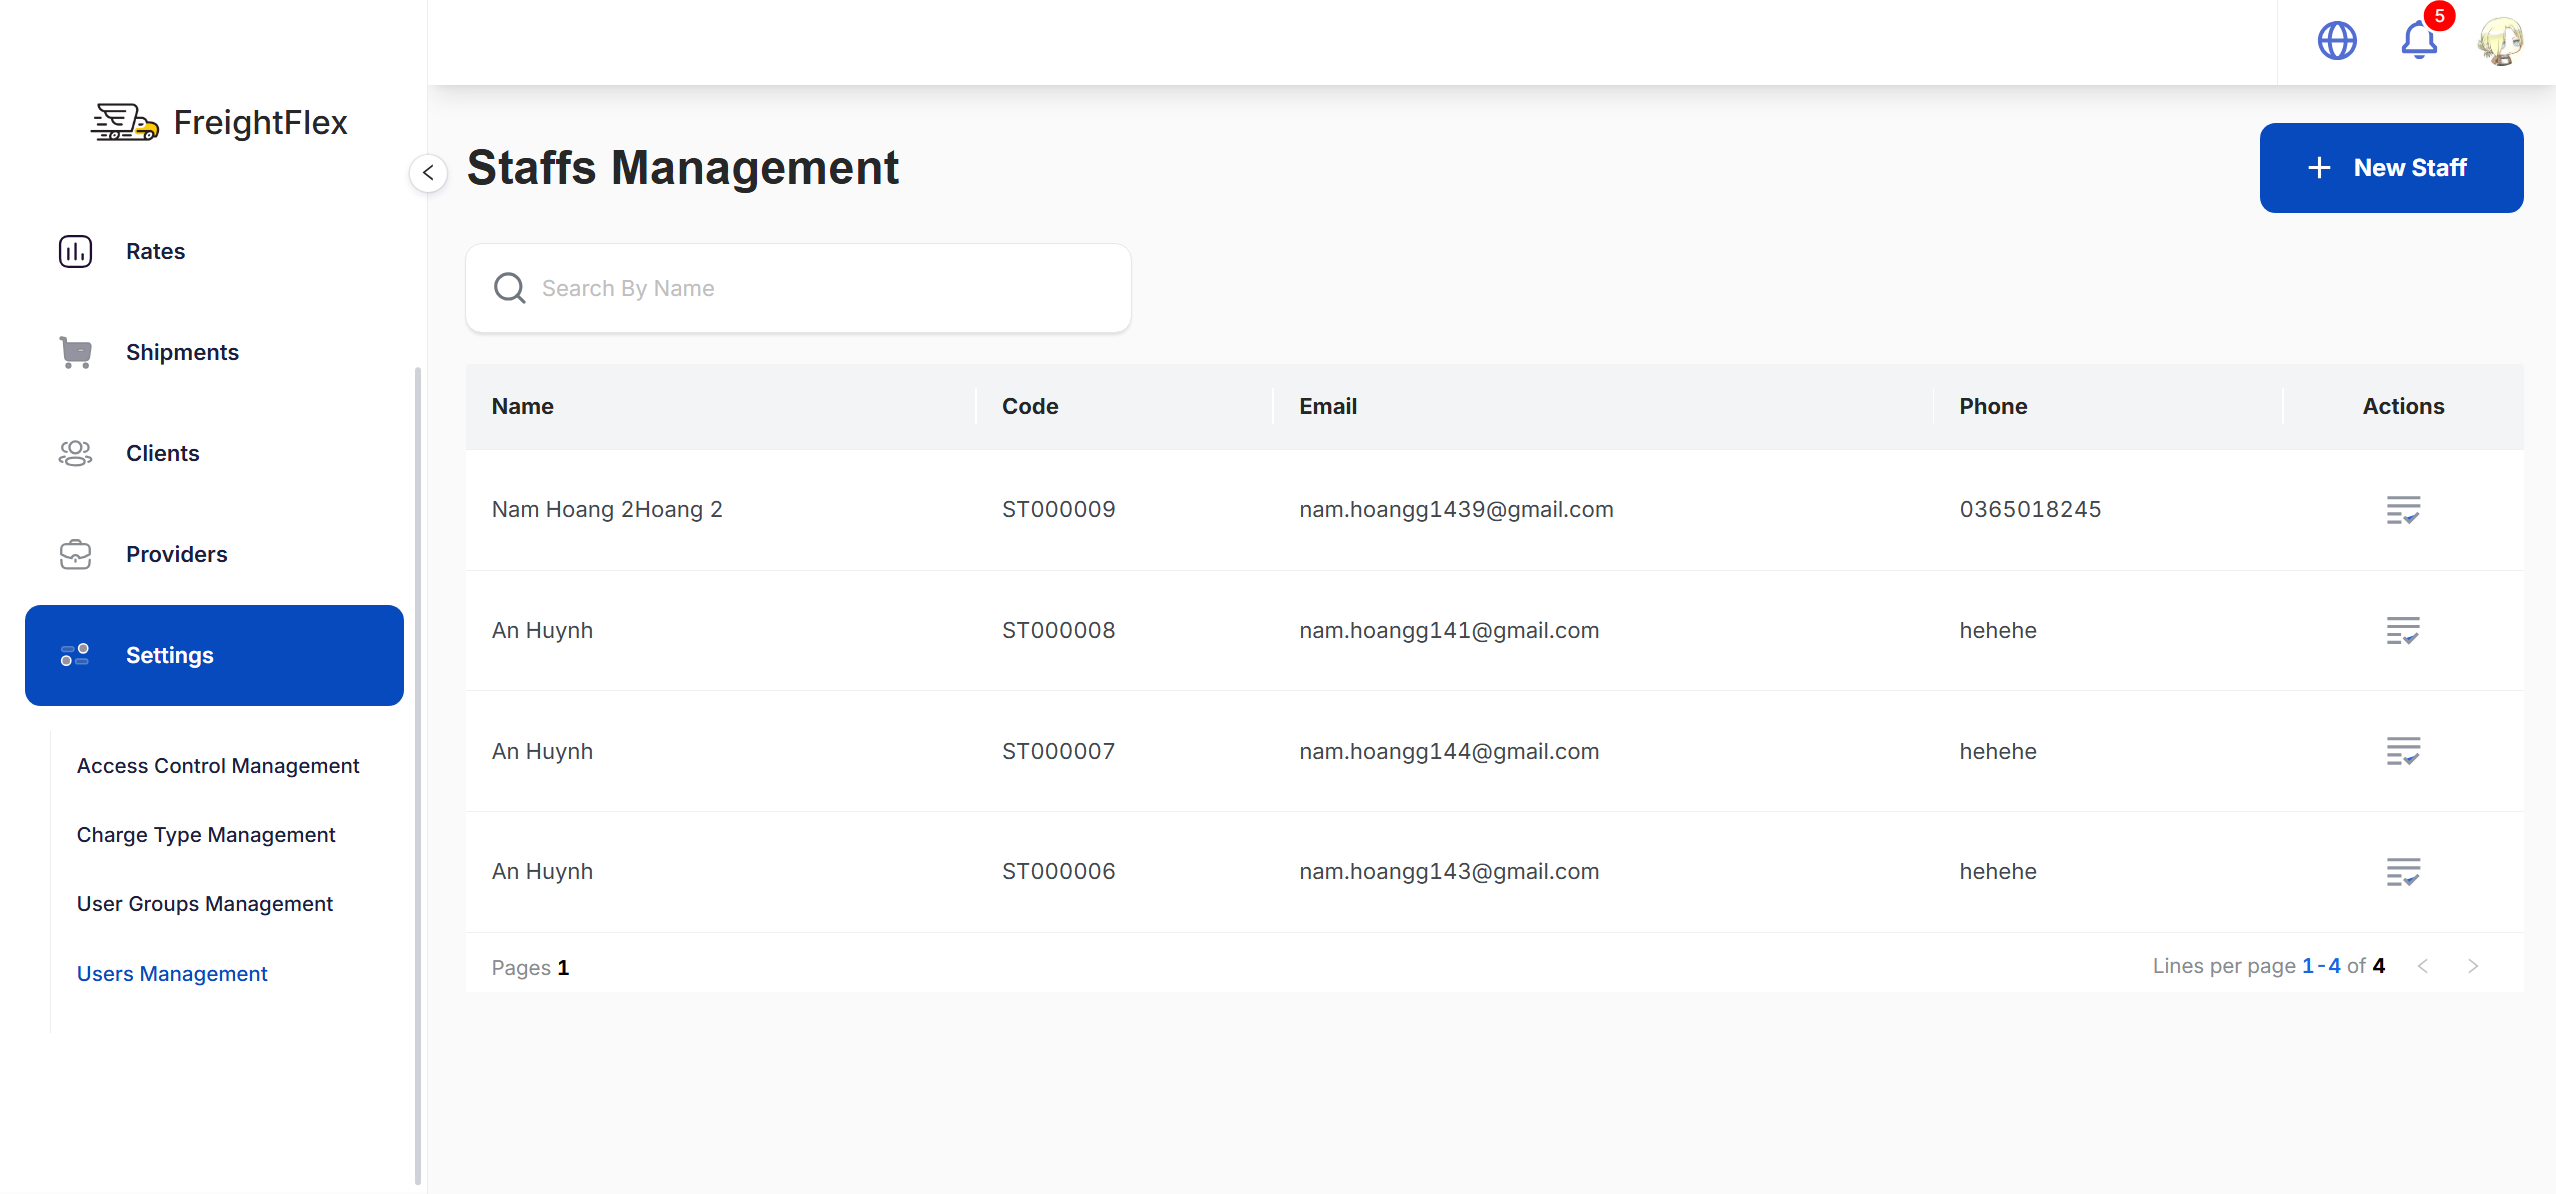 5
FreightFlex
Staffs Management
New Staff
Rates
Search By Name
Shipments
Name Code Email Phone Actions
Clients
Nam Hoang 2Hoang 2 ST000009 nam.hoangg1439@gmail.com 0365018245
Providers
An Huynh ST000008 nam.hoangg141@gmail.com hehehe
Settings
An Huynh ST000007 nam.hoangg144@gmail.com hehehe
Access Control Management
Charge Type Management
An Huynh ST000006 nam.hoangg143@gmail.com hehehe
User Groups Management
Users Management
Pages 1
Lines per page 1-4 of 4